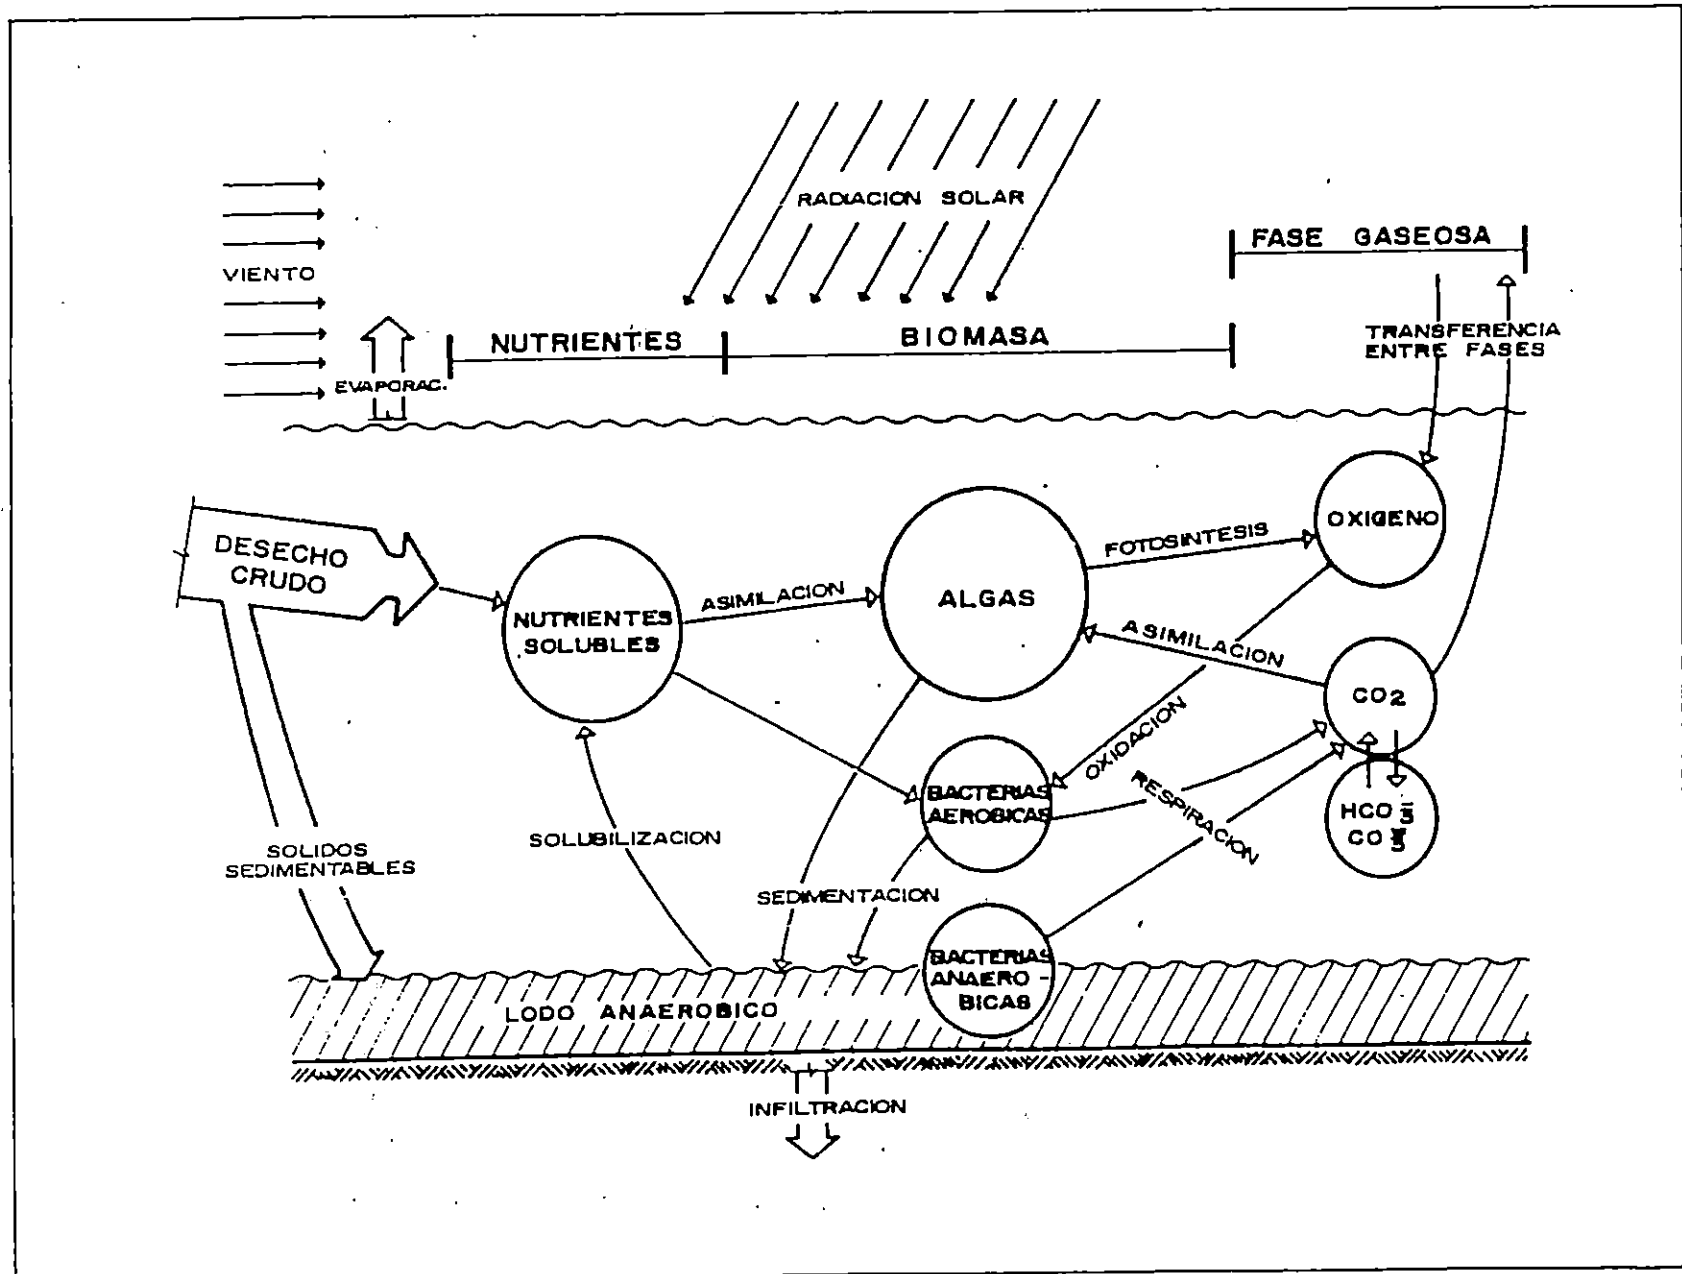 RADIACION SOLAR
FASE GASEOSA
VIENTO
NUTRIENTES
BIOMASA
TRANSFERENCIA
ENTRE FASES
EVAPORAC.
DESECHO
CRUDO
NUTRIENTES
SOLUBLES
ASIMILACION
ALGAS
FOTOSINTESIS
OXIGENO
ASIMILACION
CO2
OXIDACION
BACTERIAS
AEROBICAS
RESPIRACION
HCO3̄
CO3̿
SOLUBILIZACION
SOLIDOS
SEDIMENTABLES
SEDIMENTACION
BACTERIAS
ANAERO -
BICAS
LODO ANAEROBICO
INFILTRACION